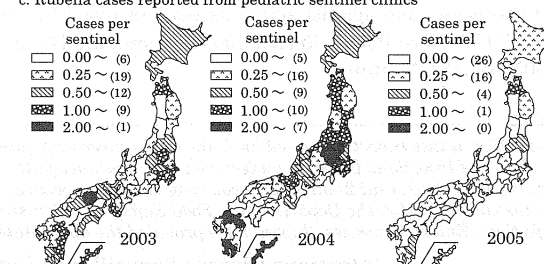 c. Rubella cases reported from pediatric sentinel clinics
Cases per
sentinel
0.00 ~ (6)
0.25 ~ (19)
0.50 ~ (12)
1.00 ~ (9)
2.00 ~ (1)
2003
Cases per
sentinel
0.00 ~ (5)
0.25 ~ (16)
0.50 ~ (9)
1.00 ~ (10)
2.00 ~ (7)
2004
Cases per
sentinel
0.00 ~ (26)
0.25 ~ (16)
0.50 ~ (4)
1.00 ~ (1)
2.00 ~ (0)
2005